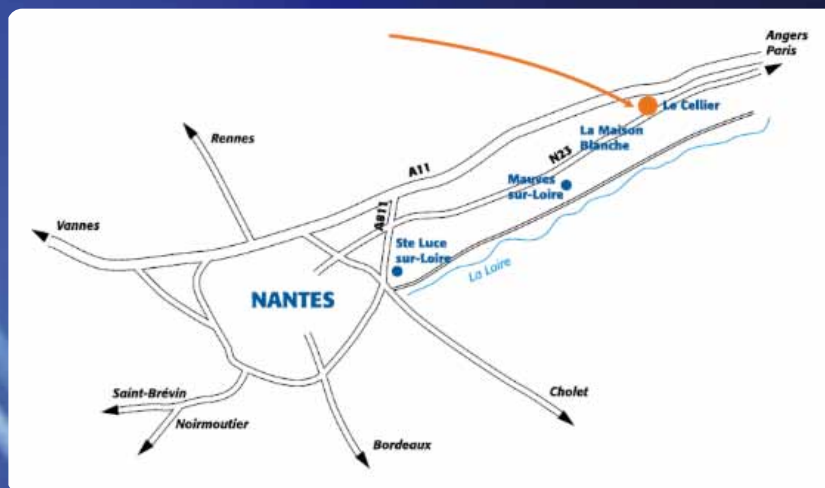 Angers
Paris
Le Cellier
La Maison
Blanche
Rennes
N23
A11
Mauves
sur-Loire
A811
Vannes
Ste Luce
sur-Loire
La Loire
NANTES
Saint-Brévin
Cholet
Noirmoutier
Bordeaux